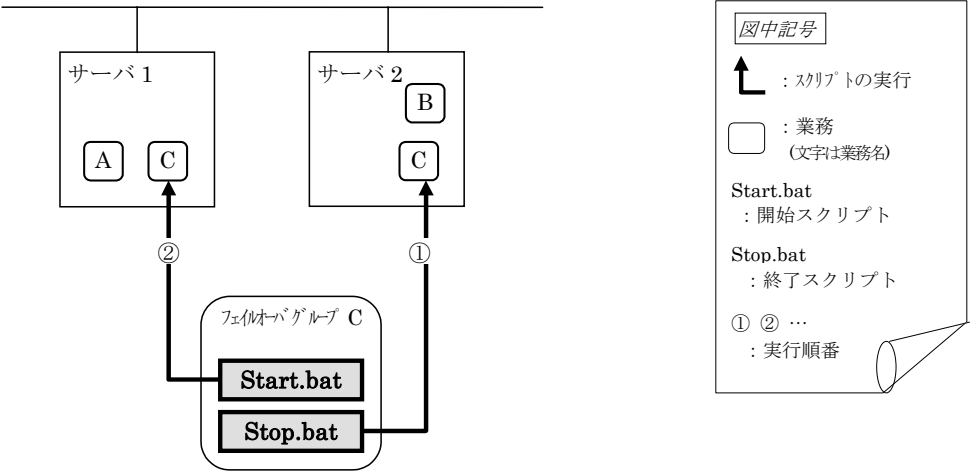 サーバ 1
A
C
サーバ 2
B
C
②
①
フェイルオーバグループ C
Start.bat
Stop.bat
図中記号
：スクリプトの実行
：業務
(文字は業務名)
Start.bat
：開始スクリプト
Stop.bat
：終了スクリプト
① ② …
：実行順番